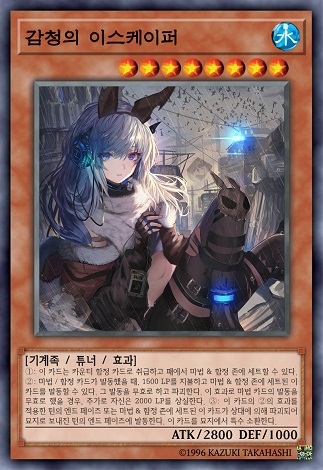 감청의 이스케이퍼
水
[기계족 / 튜너 / 효과]
①: 이 카드는 카운터 함정 카드로 취급하고 패에서 마법 & 함정 존에 세트할 수 있다.
②: 마법 / 함정 카드가 발동했을 때, 1500 LP를 지불하고 마법 & 함정 존에 세트된 이
카드를 발동할 수 있다. 그 발동을 무효로 하고 파괴한다. 이 효과로 마법 카드의 발동을
무효로 했을 경우, 추가로 자신은 2000 LP를 상실한다. ③: 이 카드의 ②의 효과를
적용한 턴의 엔드 페이즈 또는 마법 & 함정 존에 세트된 이 카드가 상대에 의해 파괴되어
묘지로 보내진 턴의 엔드 페이즈에 발동한다. 이 카드를 묘지에서 특수 소환한다.
ATK/2800 DEF/1000
©1996 KAZUKI TAKAHASHI